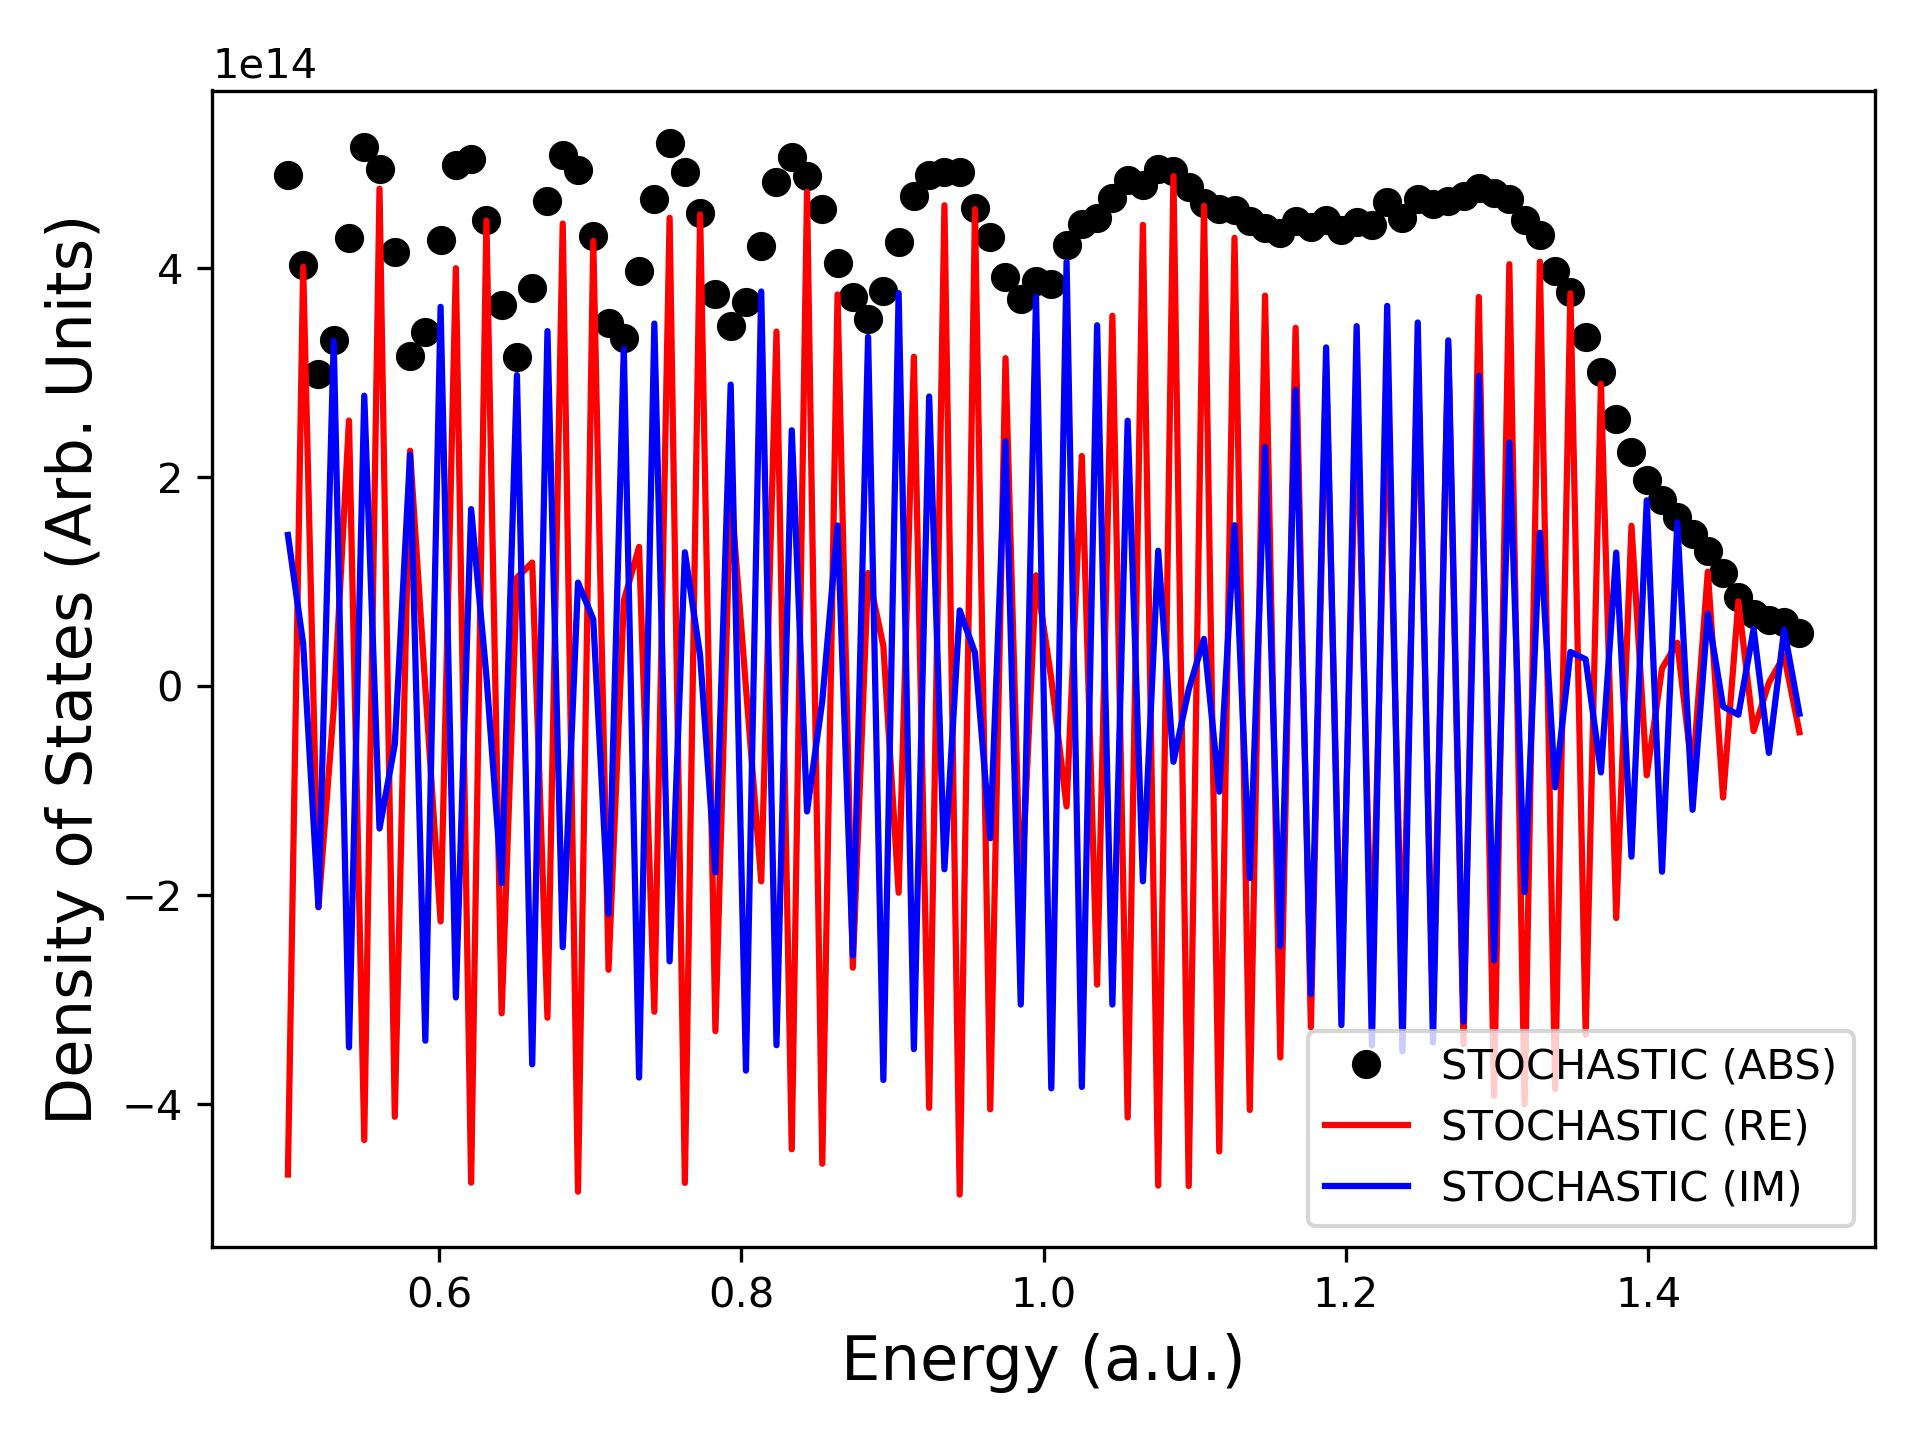 1e14
Density of States (Arb. Units)
4
2
0
−2
−4
STOCHASTIC (ABS)
STOCHASTIC (RE)
STOCHASTIC (IM)
0.6 0.8 1.0 1.2 1.4
Energy (a.u.)